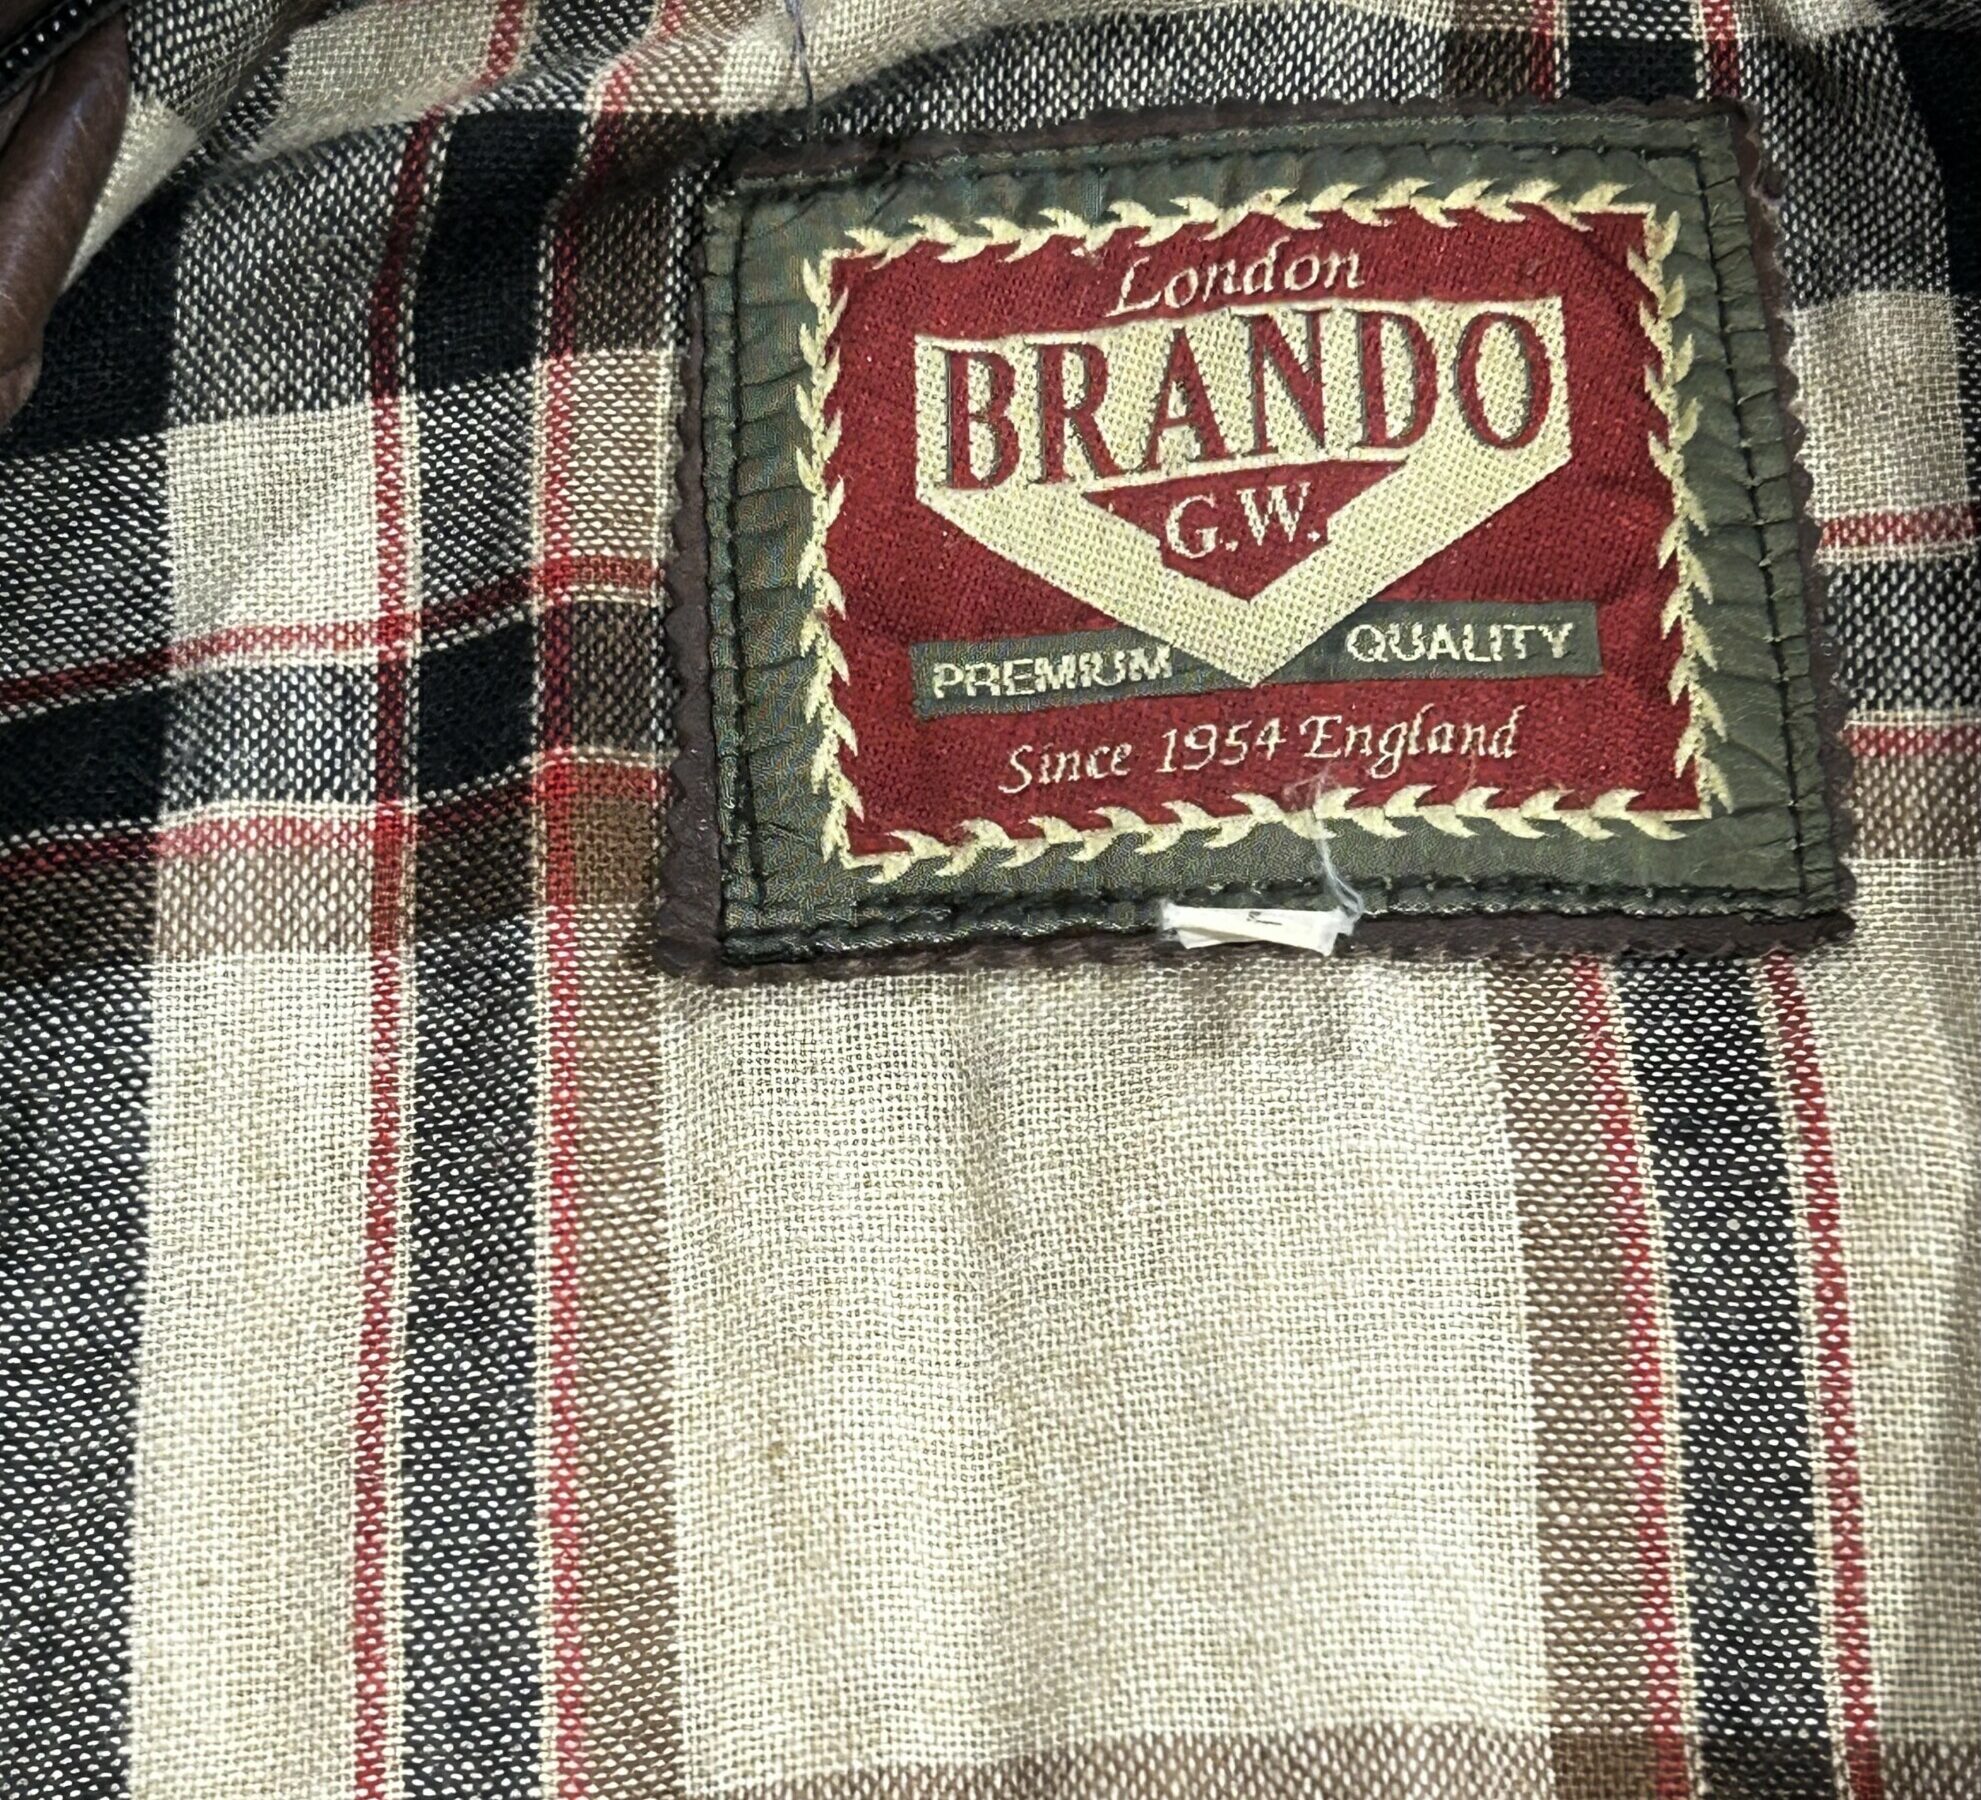 London
BRANDO
G.W.
PREMIUM QUALITY
Since 1954 England